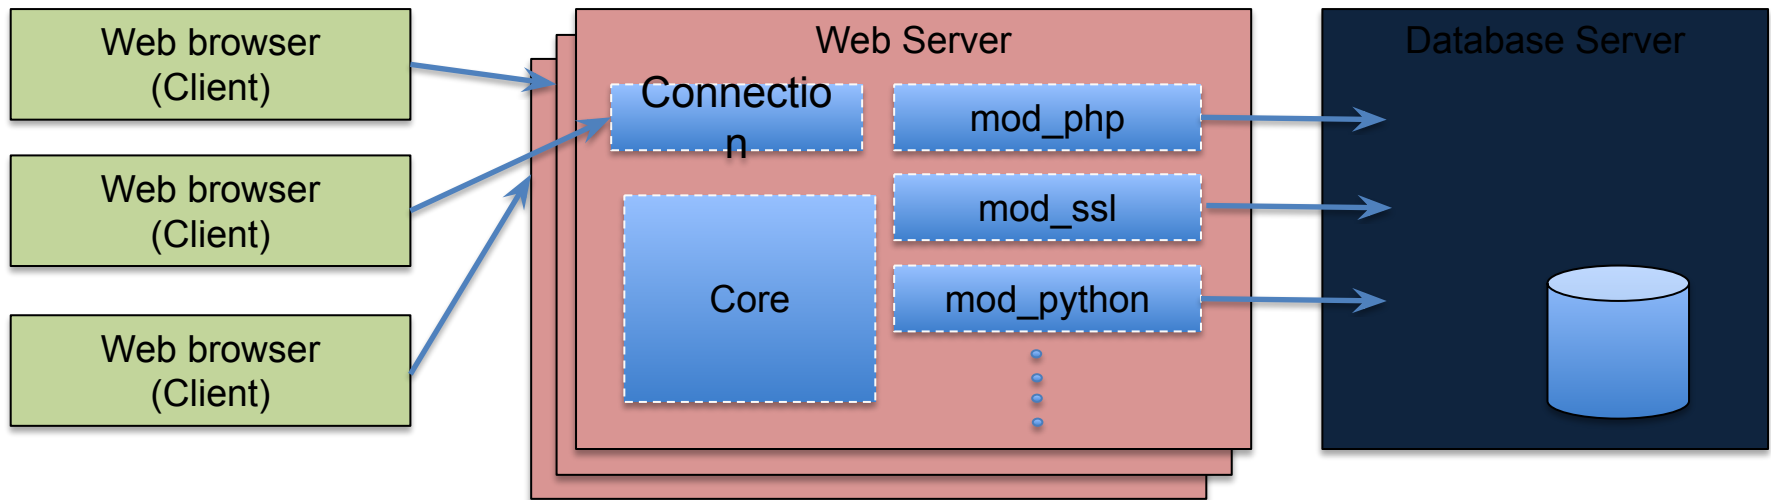 Web browser
(Client)
Web browser
(Client)
Web browser
(Client)
Web Server
Connectio
n
Core
mod_php
mod_ssl
mod_python
Database Server